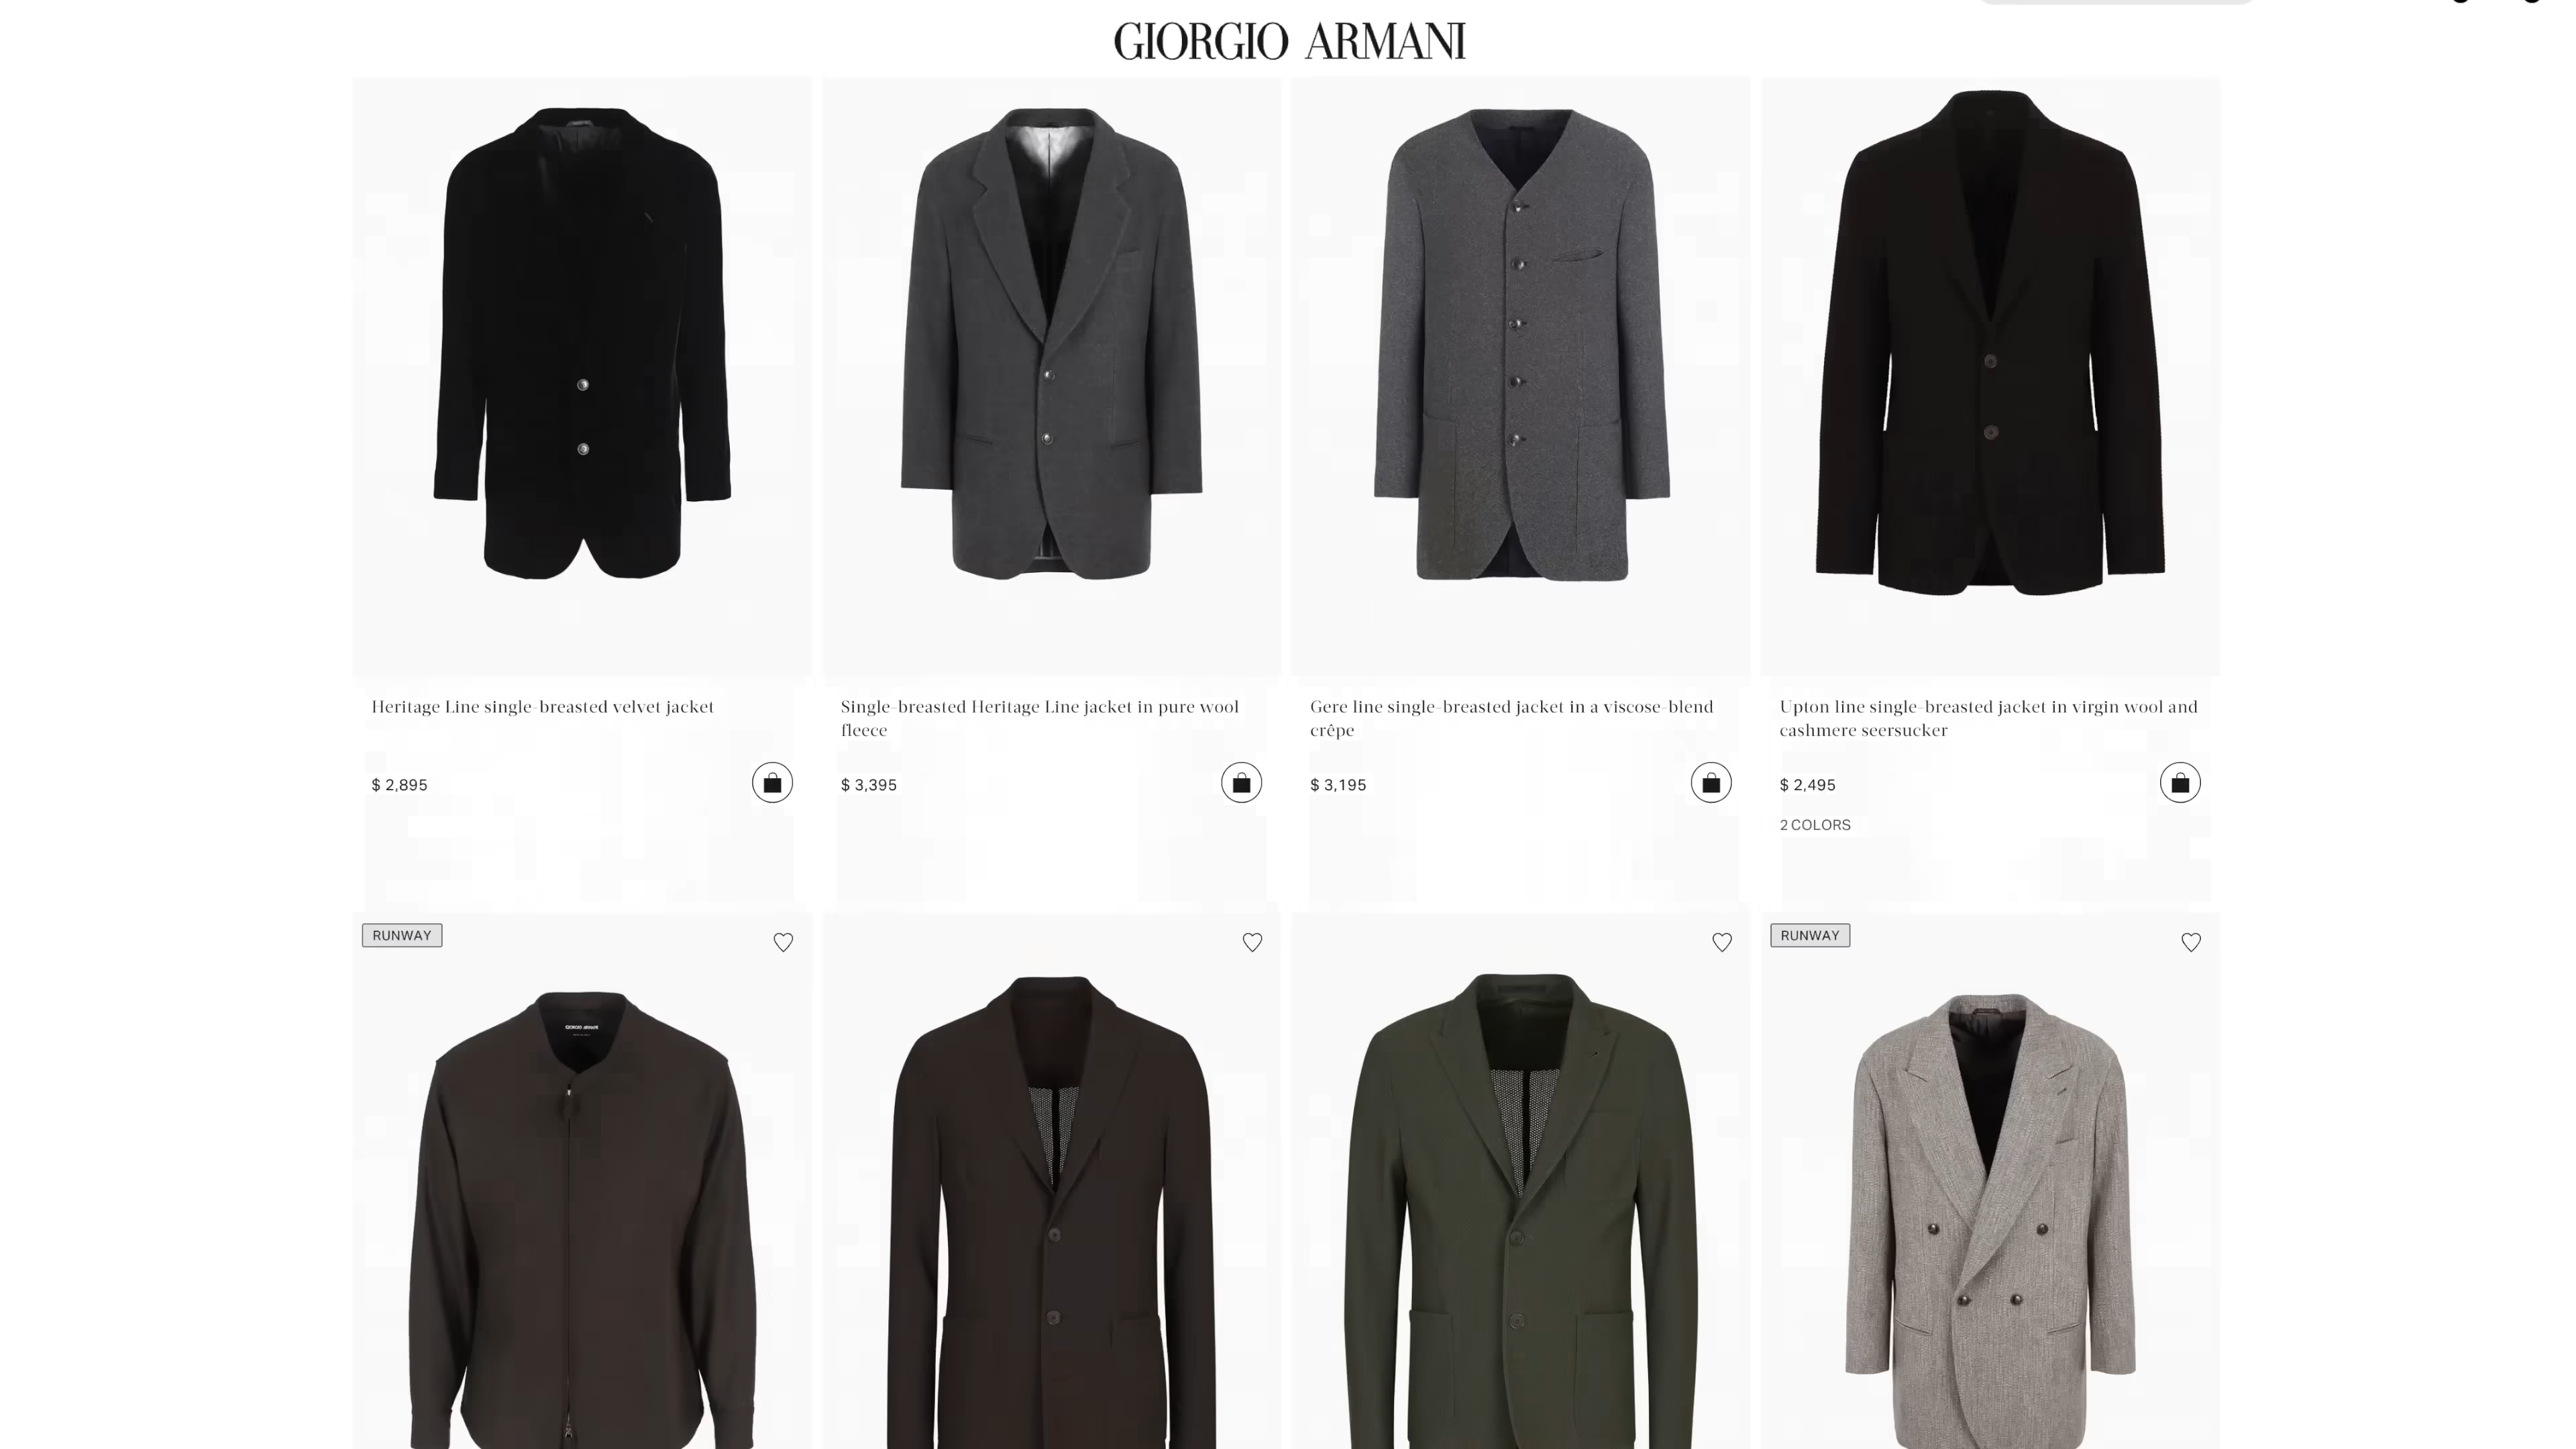 GIORGIO ARMANI
Heritage Line single-breasted velvet jacket
$ 2,895
Single-breasted Heritage Line jacket in pure wool
fleece
$ 3,395
Gere line single-breasted jacket in a viscose-blend
crêpe
$ 3,195
Upton line single-breasted jacket in virgin wool and
cashmere seersucker
$ 2,495
2 COLORS
RUNWAY
GIORGIO ARMANI
RUNWAY